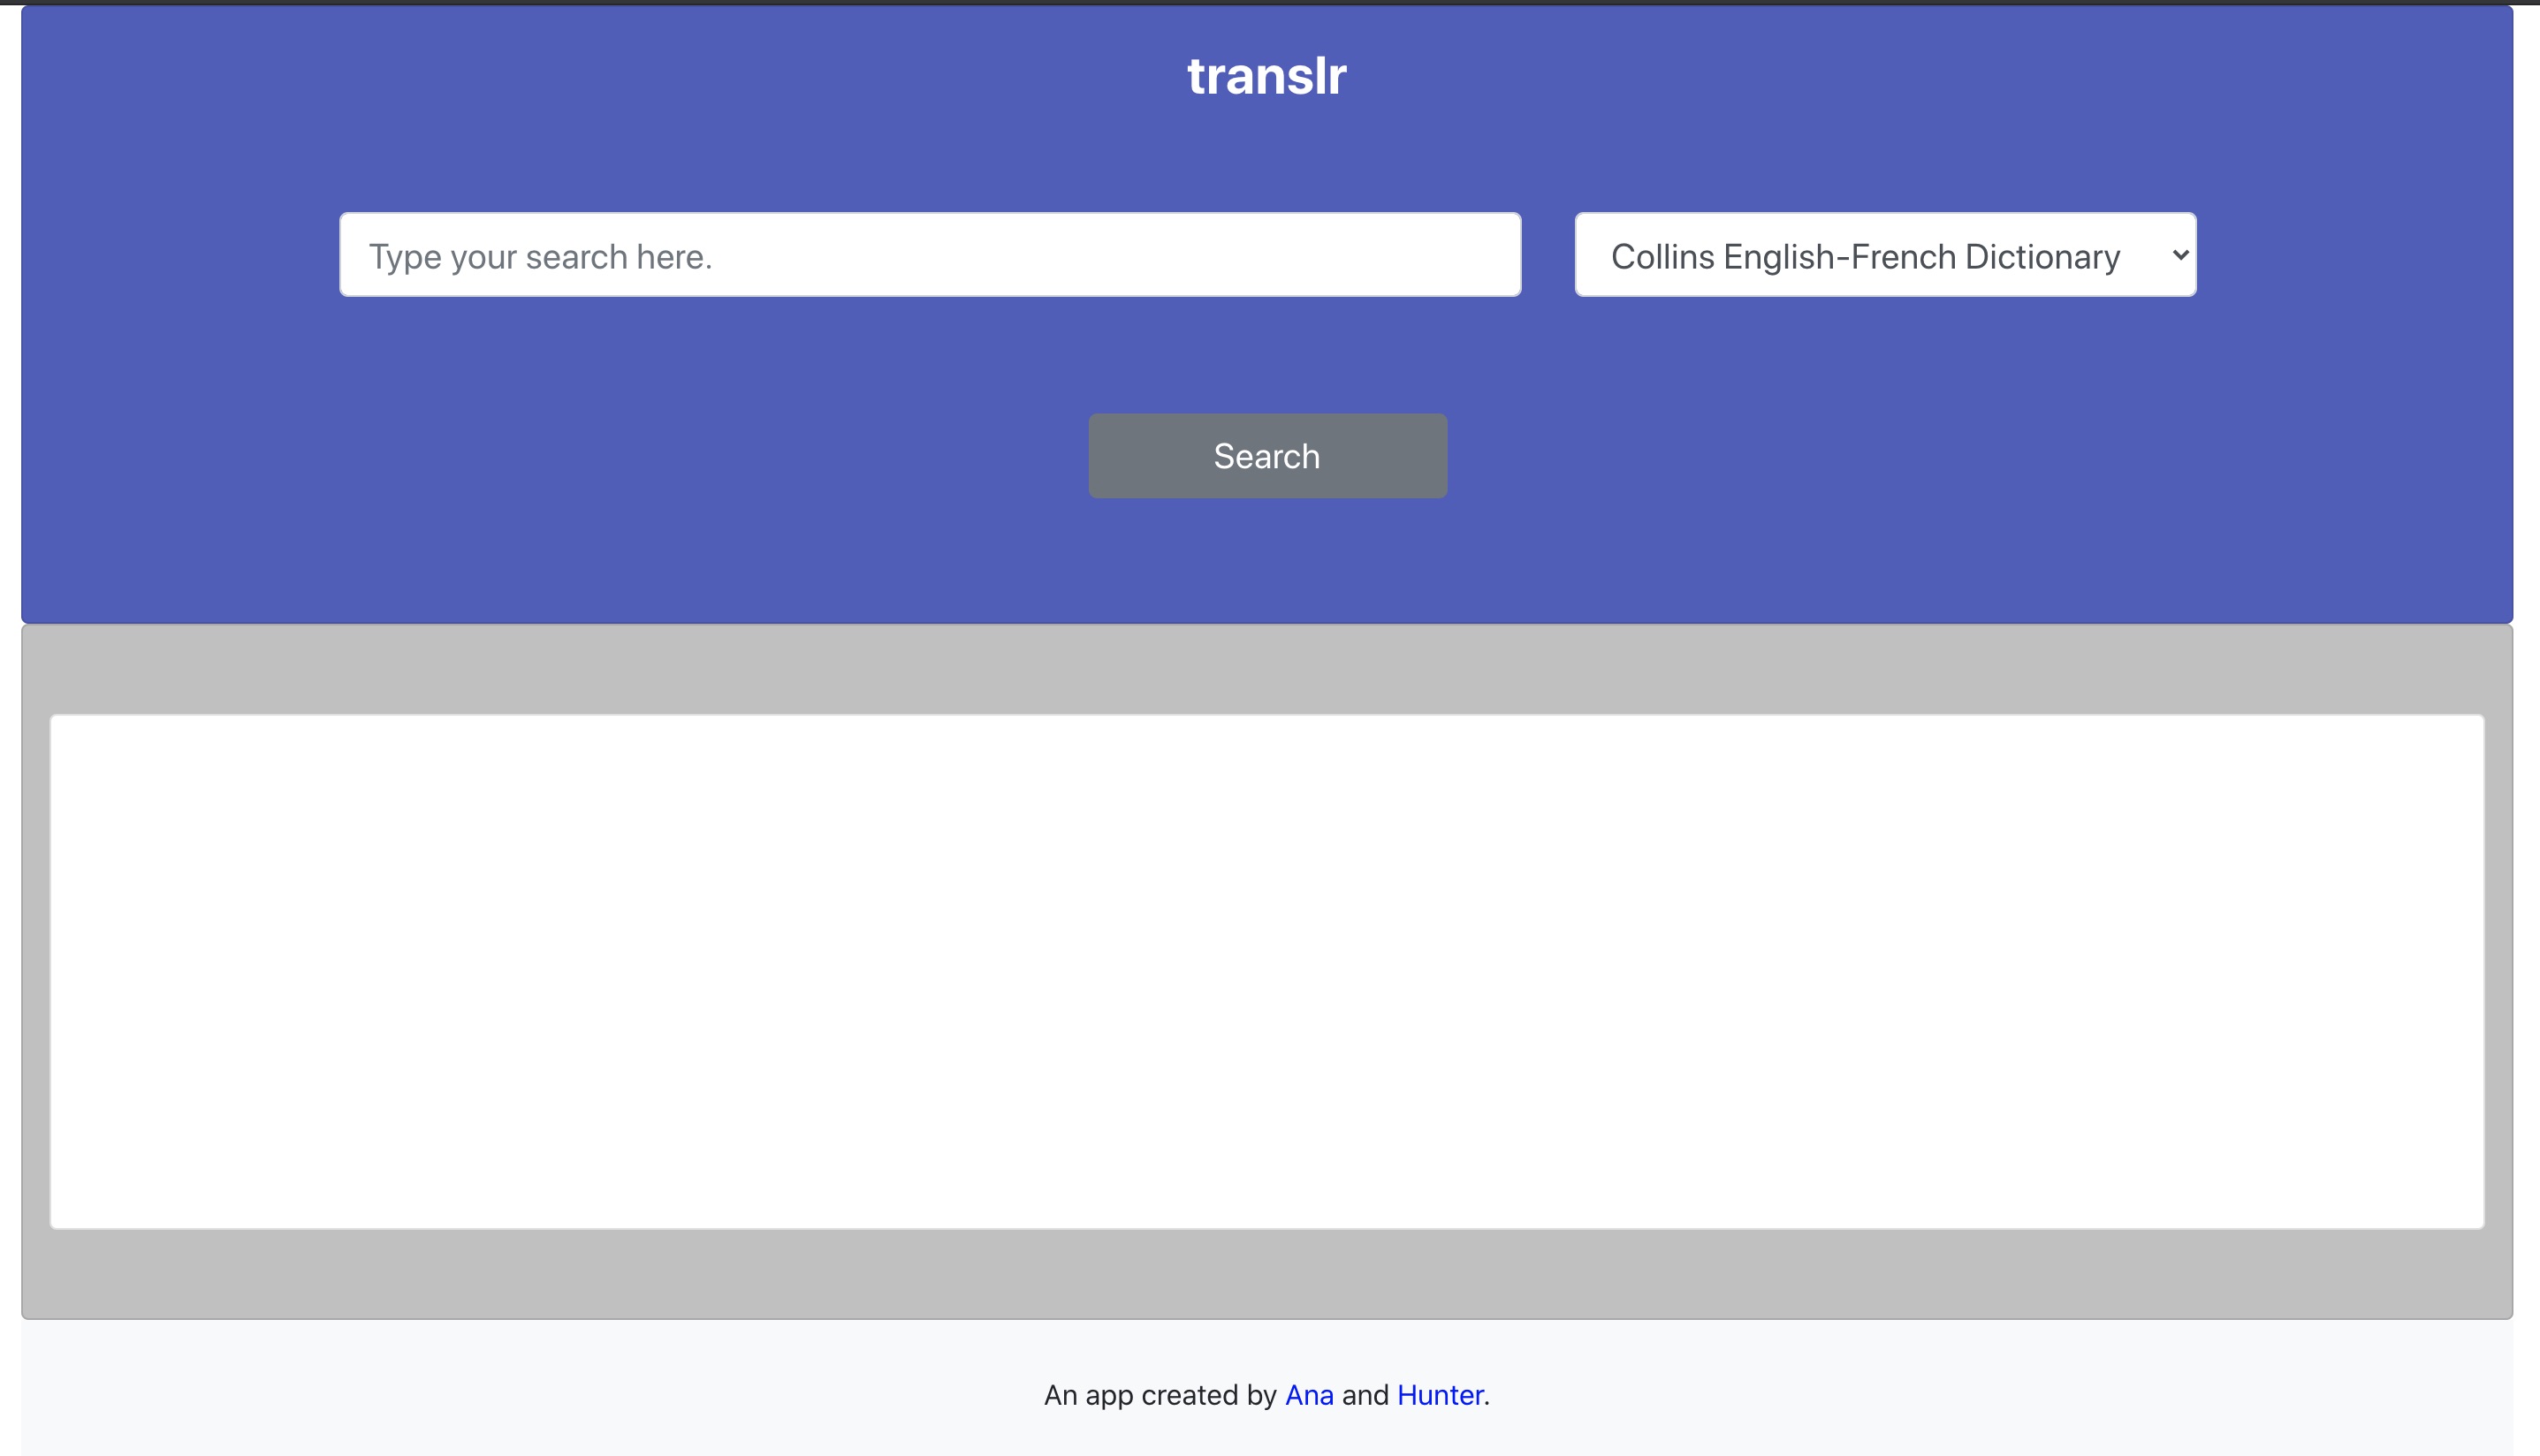 translr
Type your search here.
Collins English-French Dictionary
Search
An app created by Ana and Hunter.